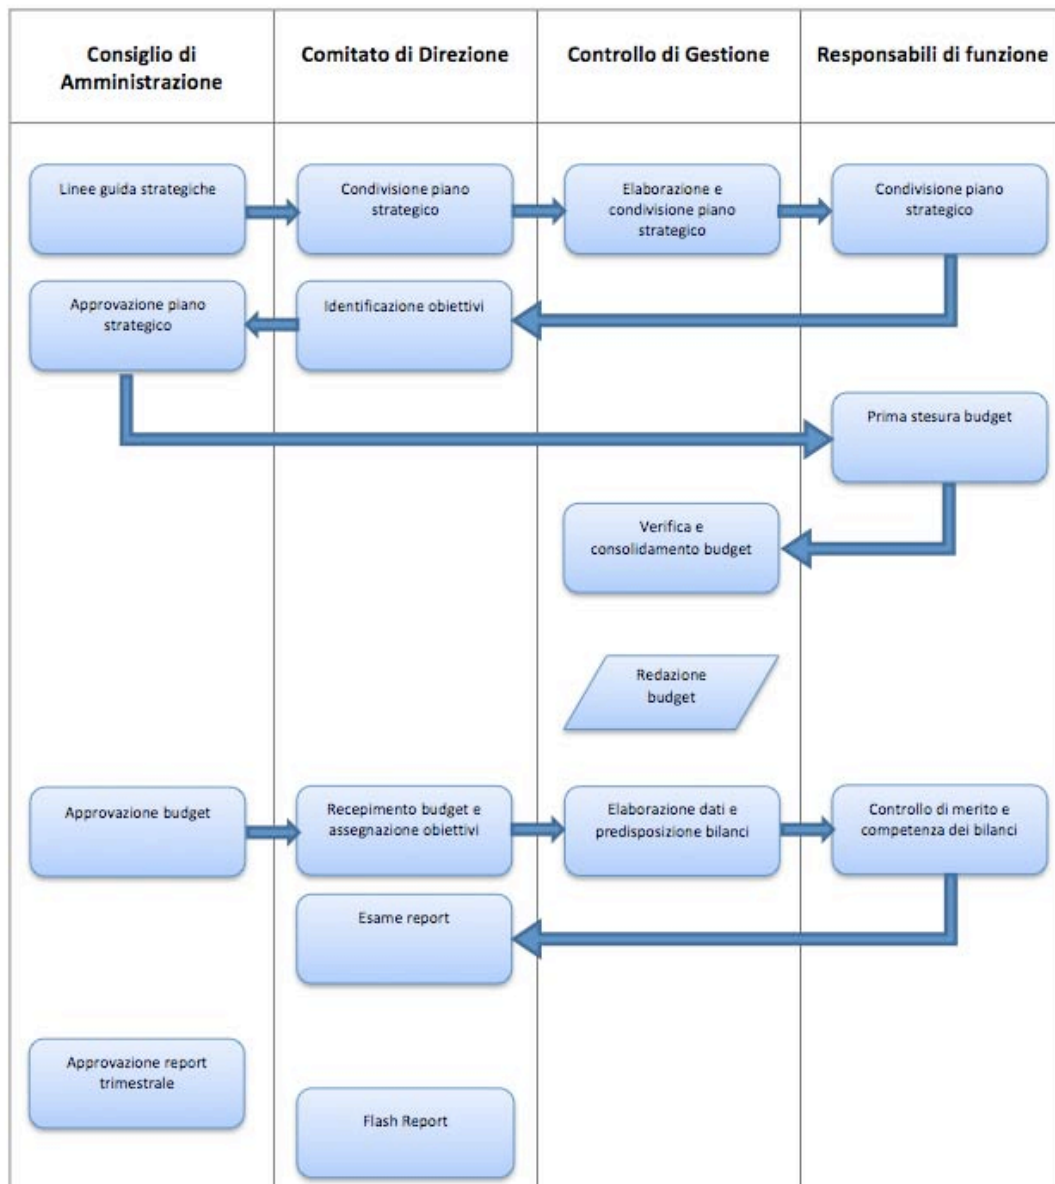 Consiglio di
Amministrazione
Comitato di Direzione
Controllo di Gestione
Responsabili di funzione
Linee guida strategiche
Condivisione piano
strategico
Elaborazione e
condivisione piano
strategico
Condivisione piano
strategico
Approvazione piano
strategico
Identificazione obiettivi
Prima stesura budget
Verifica e
consolidamento budget
Redazione
budget
Approvazione budget
Recepimento budget e
assegnazione obiettivi
Elaborazione dati e
predisposizione bilanci
Controllo di merito e
competenza dei bilanci
Esame report
Approvazione report
trimestrale
Flash Report